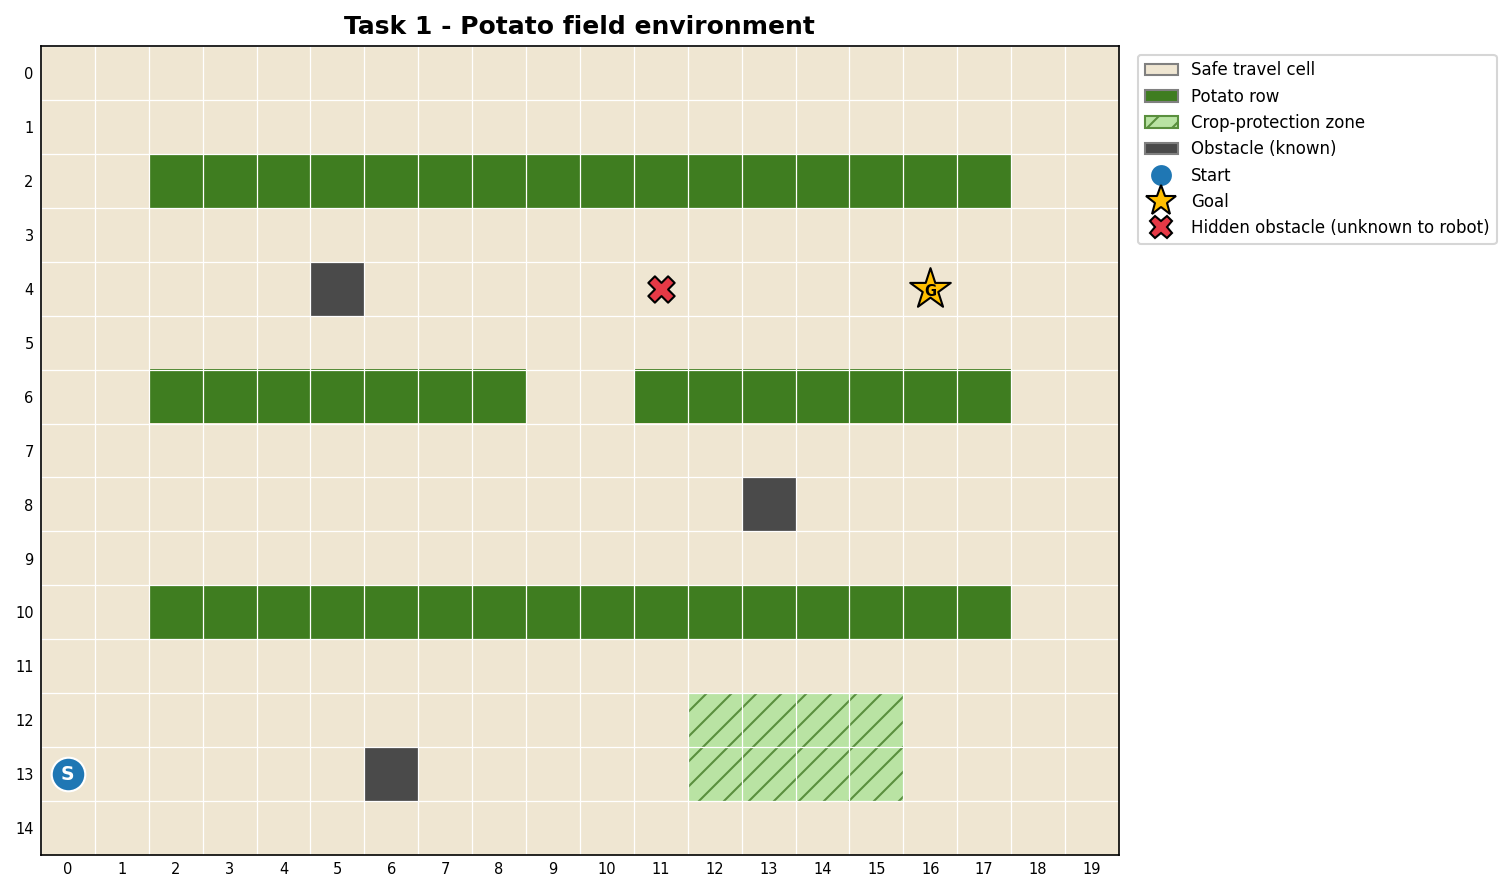 Task 1 - Potato field environment
Safe travel cell
Potato row
Crop-protection zone
Obstacle (known)
Start
Goal
Hidden obstacle (unknown to robot)
0
1
2
3
4
G
5
6
7
8
9
10
11
12
13
S
14
0 1 2 3 4 5 6 7 8 9 10 11 12 13 14 15 16 17 18 19